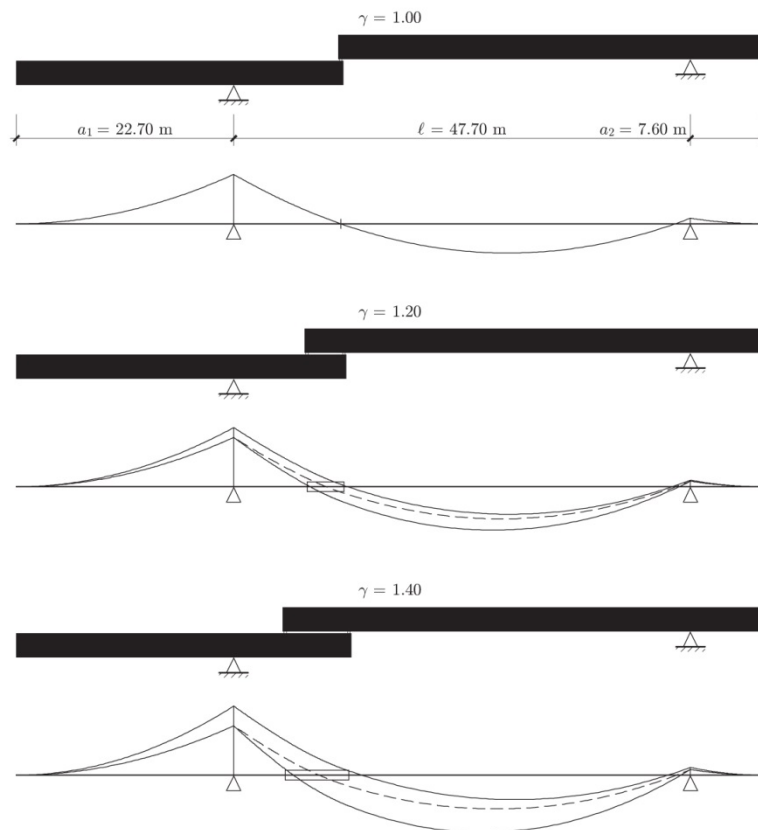 γ = 1.00
a₁ = 22.70 m ℓ = 47.70 m a₂ = 7.60 m
γ = 1.20
γ = 1.40